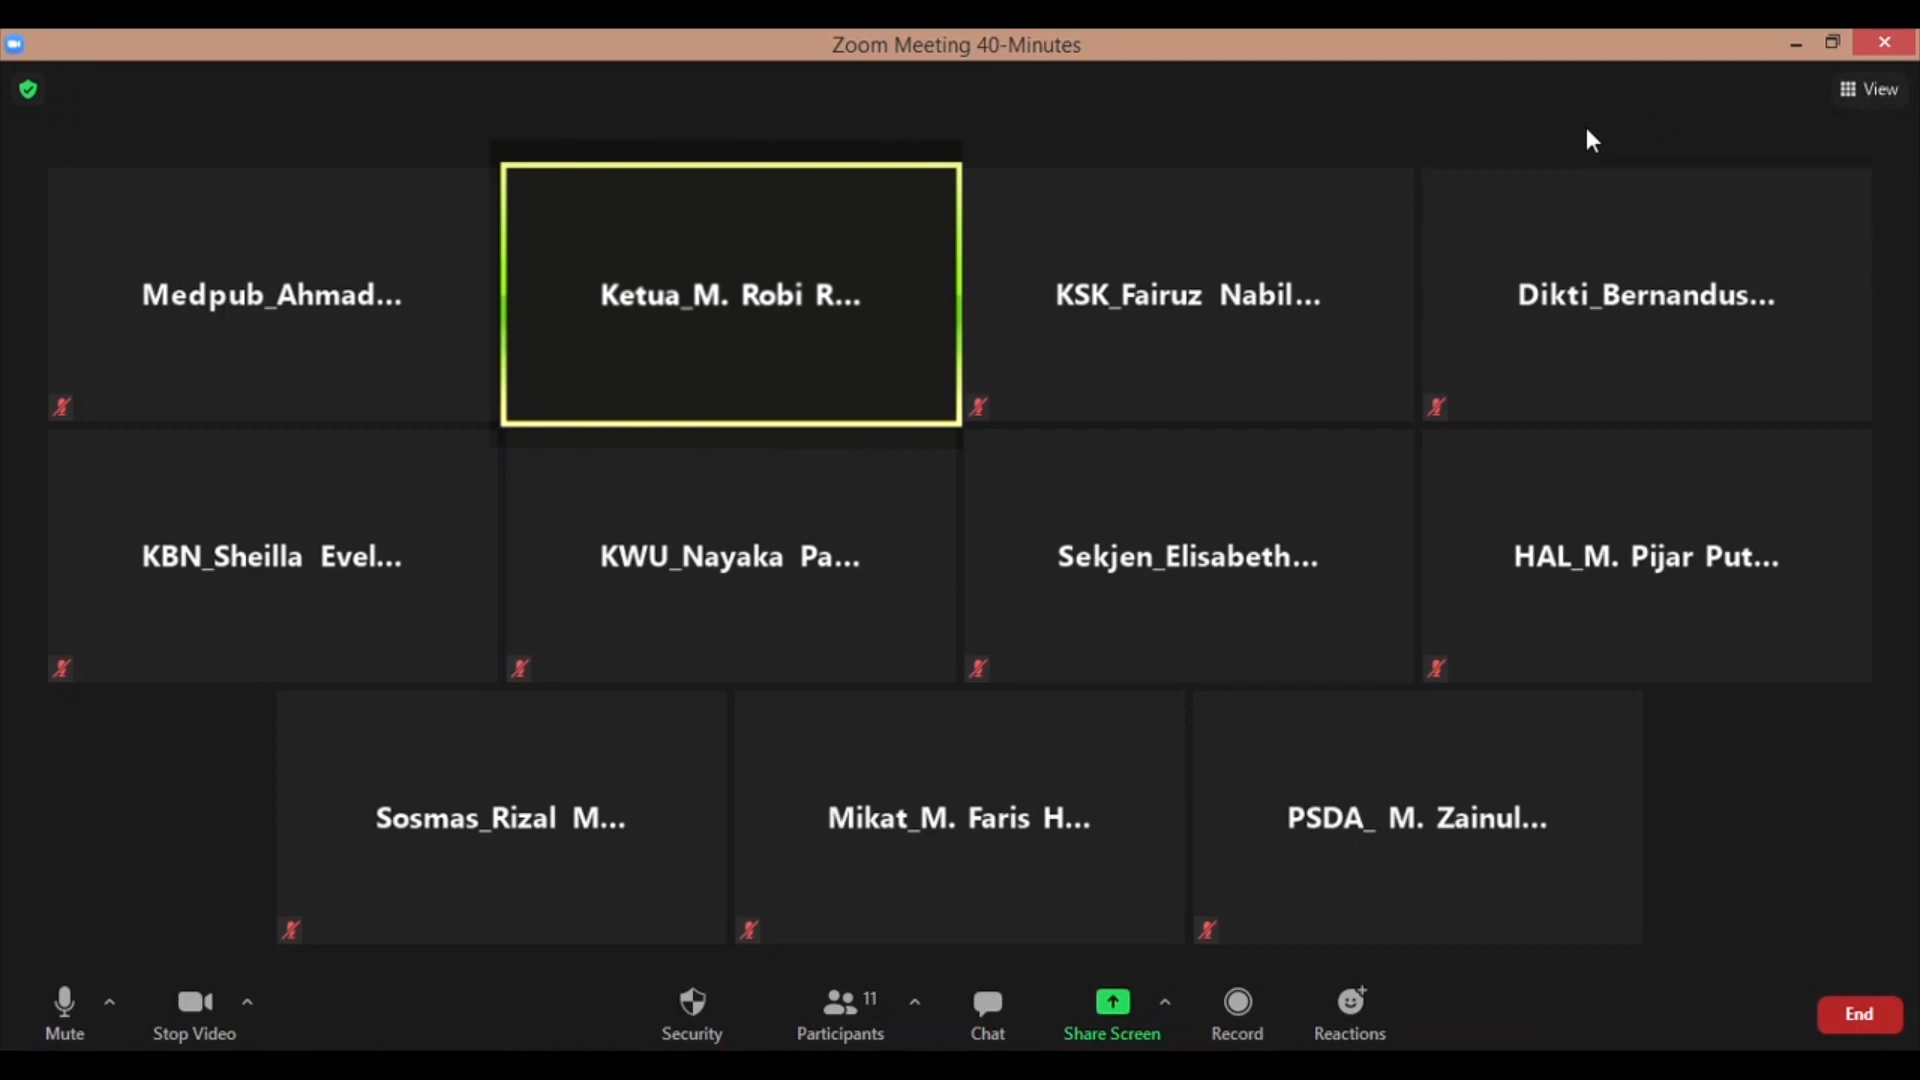 Zoom Meeting 40-Minutes
View
Medpub_Ahmad...
Ketua_M. Robi R...
KSK_Fairuz Nabil...
Dikti_Bernandus...
KBN_Sheilla Evel...
KWU_Nayaka Pa...
Sekjen_Elisabeth...
HAL_M. Pijar Put...
Sosmas_Rizal M...
Mikat_M. Faris H...
PSDA_ M. Zainul...
Mute
Stop Video
Security
11
Participants
Chat
Share Screen
Record
Reactions
End